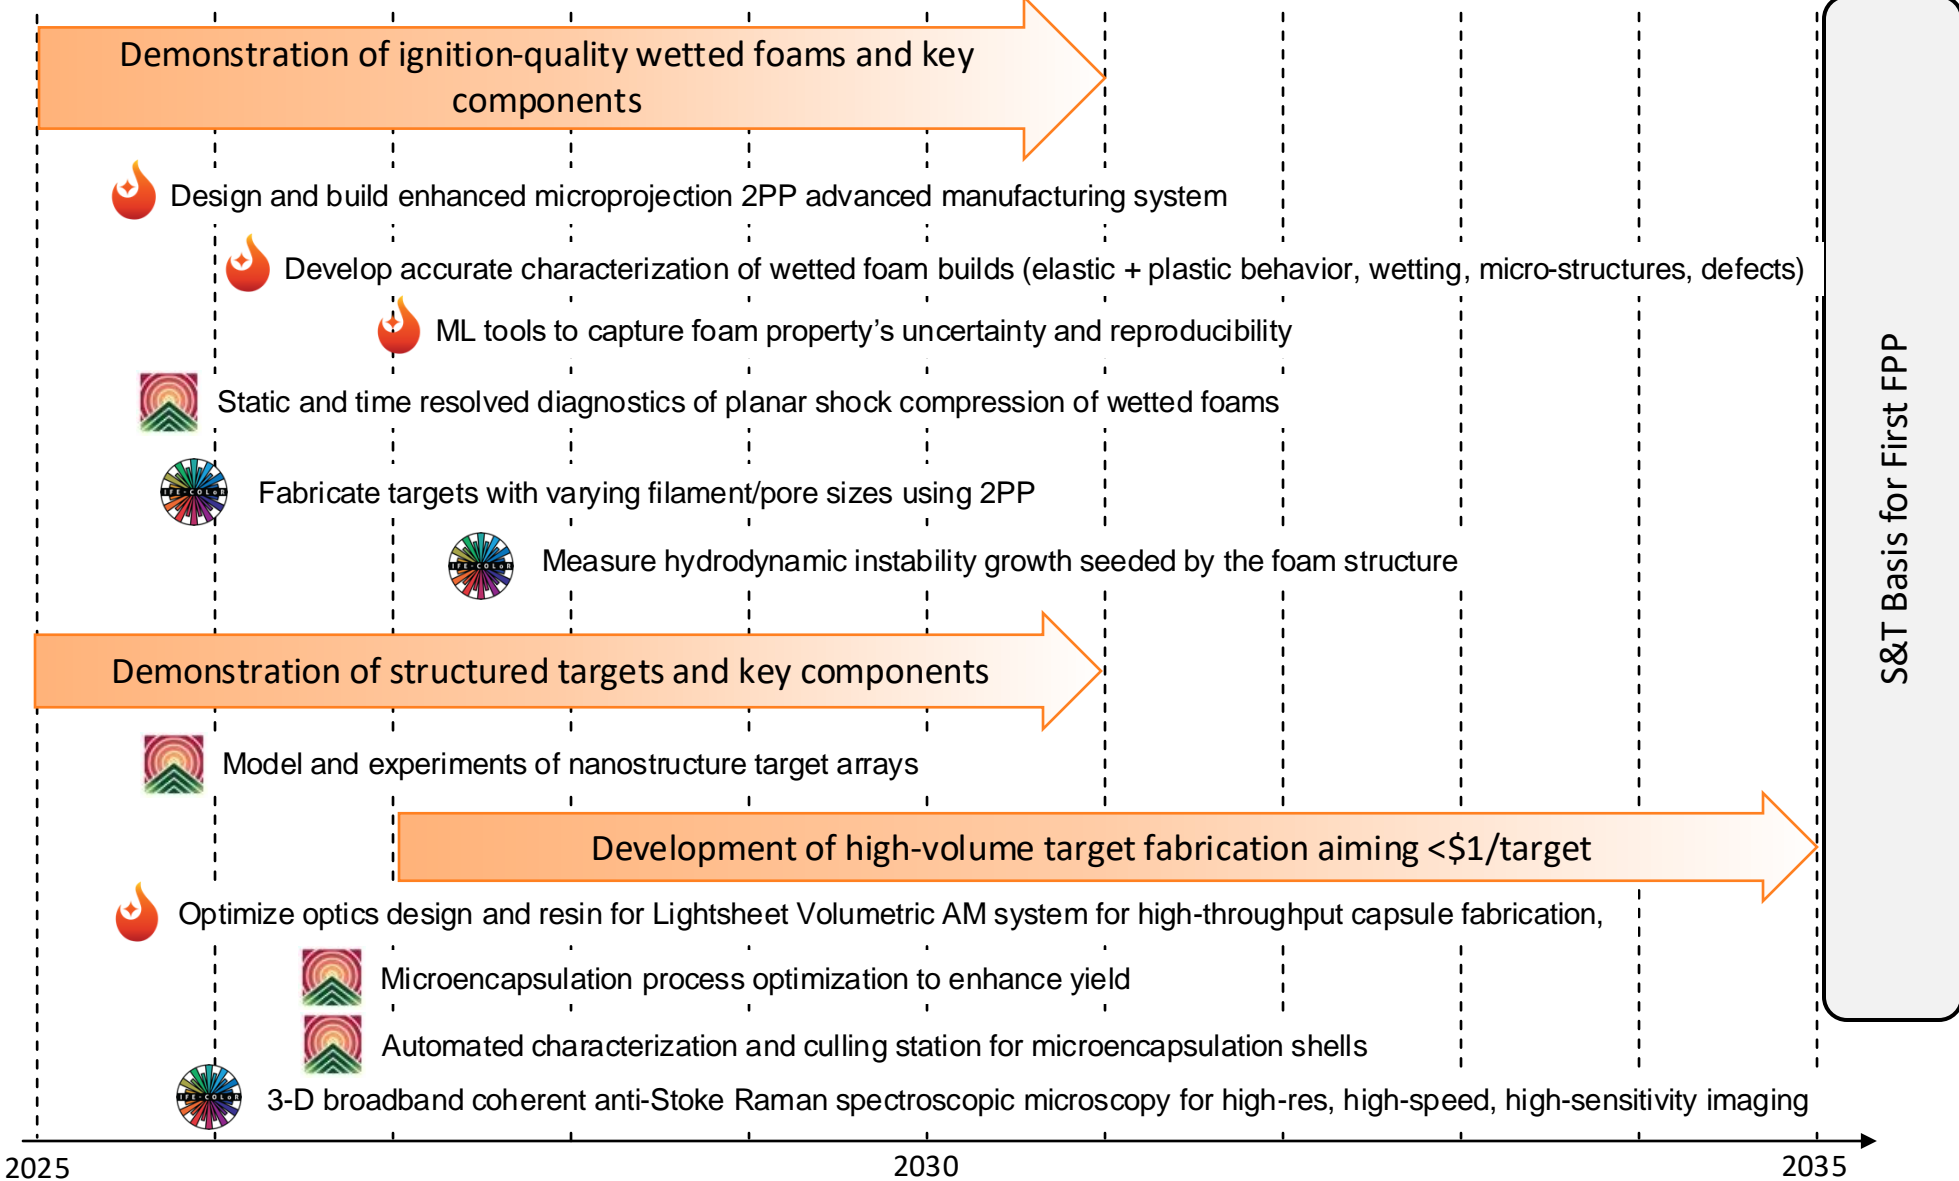 Demonstration of ignition-quality wetted foams and key
components
Design and build enhanced microprojection 2PP advanced manufacturing system
Develop accurate characterization of wetted foam builds (elastic + plastic behavior, wetting, micro-structures, defects)
ML tools to capture foam property’s uncertainty and reproducibility
Static and time resolved diagnostics of planar shock compression of wetted foams
IFE-COLoR
Fabricate targets with varying filament/pore sizes using 2PP
IFE-COLoR
Measure hydrodynamic instability growth seeded by the foam structure
Demonstration of structured targets and key components
Model and experiments of nanostructure target arrays
Development of high-volume target fabrication aiming <$1/target
Optimize optics design and resin for Lightsheet Volumetric AM system for high-throughput capsule fabrication,
Microencapsulation process optimization to enhance yield
Automated characterization and culling station for microencapsulation shells
IFE-COLoR
3-D broadband coherent anti-Stoke Raman spectroscopic microscopy for high-res, high-speed, high-sensitivity imaging
S&T Basis for First FPP
2025
2030
2035